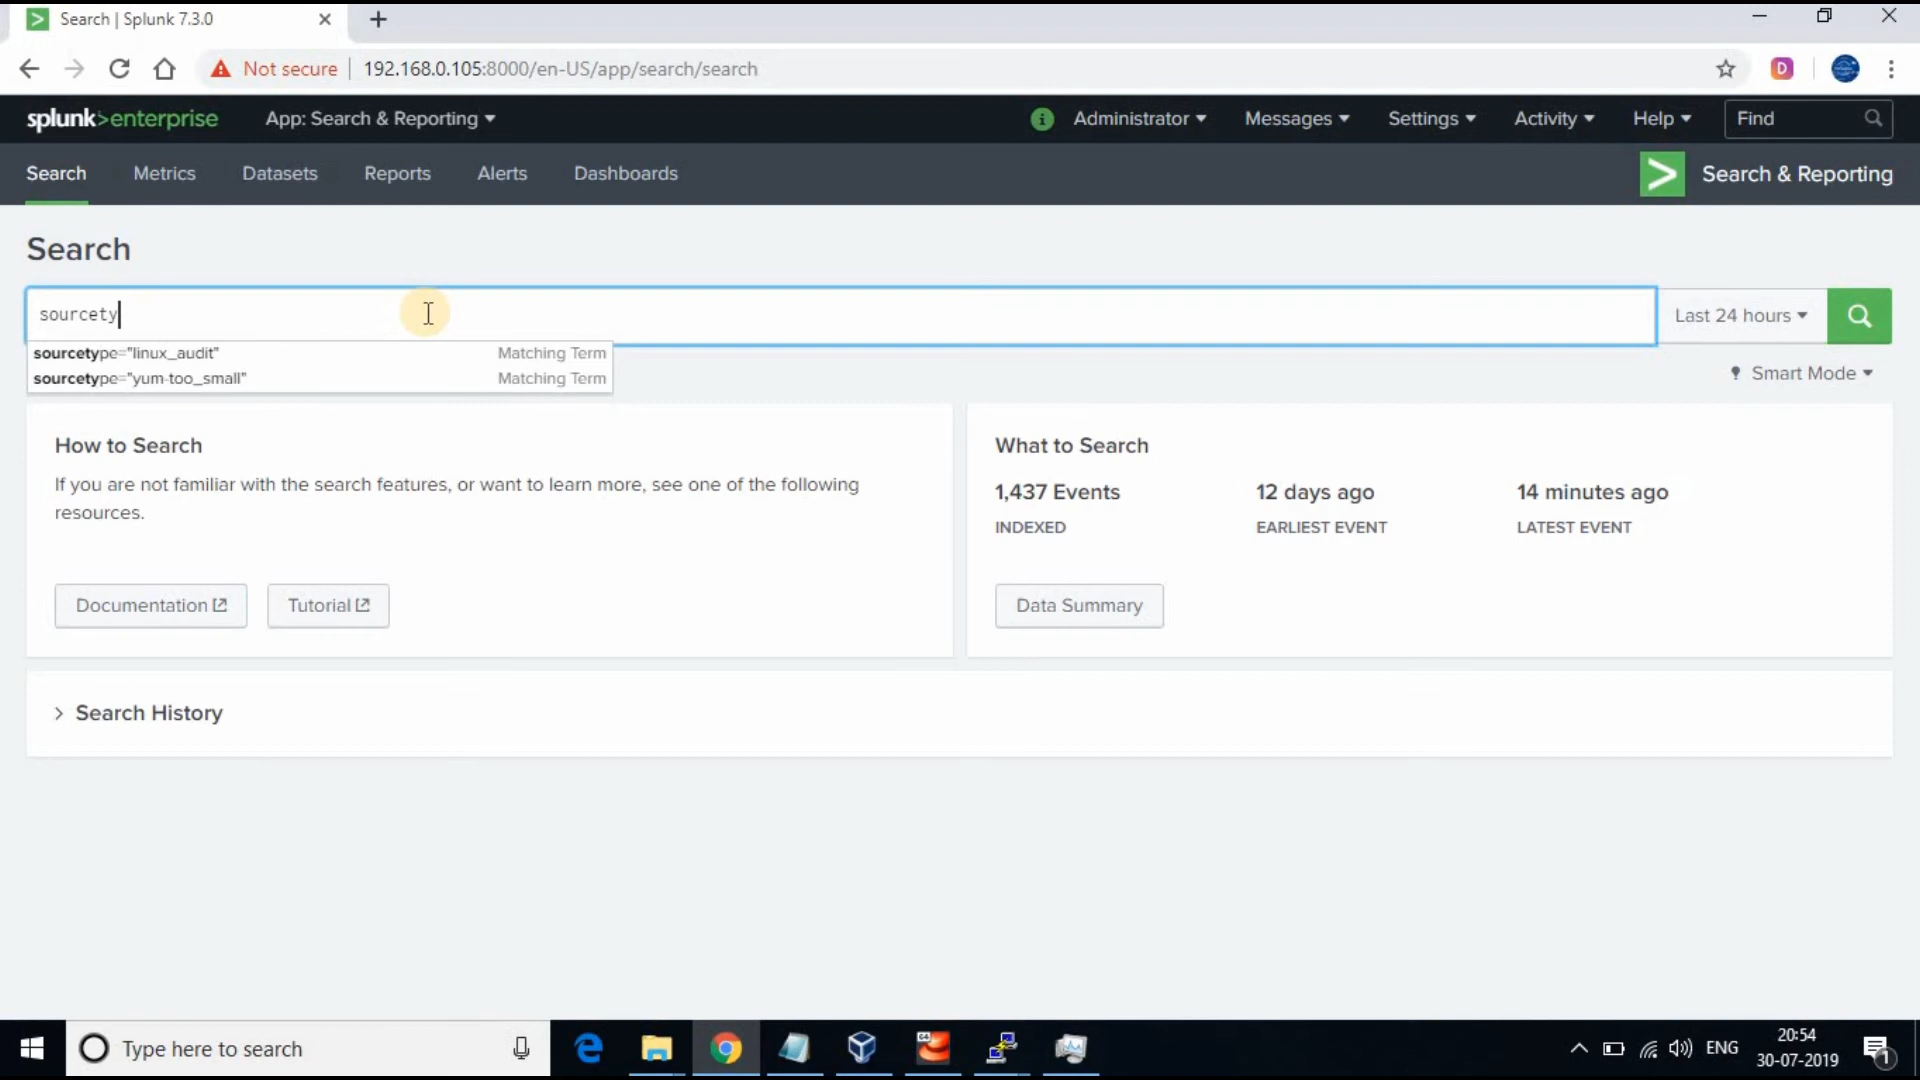 Search | Splunk 7.3.0
Not secure | 192.168.0.105:8000/en-US/app/search/search
D
splunk>enterprise App: Search & Reporting i Administrator Messages Settings Activity Help Find
Search Metrics Datasets Reports Alerts Dashboards > Search & Reporting
Search
sourcety Last 24 hours
sourcetype="linux_audit" Matching Term
sourcetype="yum-too_small" Matching Term
Smart Mode
How to Search
If you are not familiar with the search features, or want to learn more, see one of the following
resources.
Documentation Tutorial
What to Search
1,437 Events 12 days ago 14 minutes ago
INDEXED EARLIEST EVENT LATEST EVENT
Data Summary
> Search History
Type here to search
64
ENG
20:54
30-07-2019
1